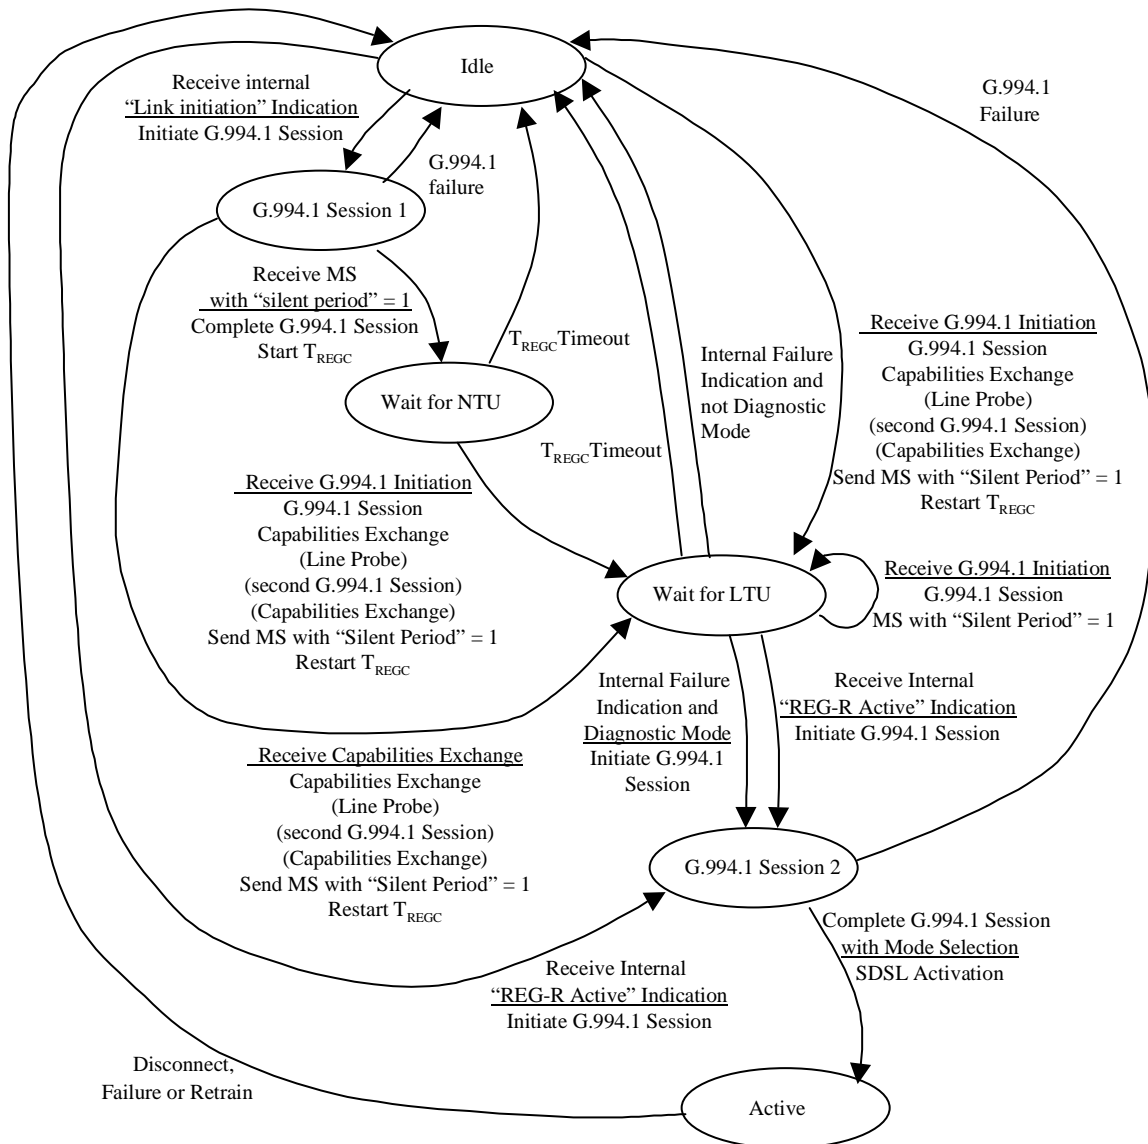 Idle
G.994.1
Failure
Receive internal
“Link initiation” Indication
Initiate G.994.1 Session
G.994.1
failure
G.994.1 Session 1
Receive MS
with “silent period” = 1
Complete G.994.1 Session
Start TREGC
TREGC Timeout
Internal Failure
Indication and
not Diagnostic
Mode
Receive G.994.1 Initiation
G.994.1 Session
Capabilities Exchange
(Line Probe)
(second G.994.1 Session)
(Capabilities Exchange)
Send MS with “Silent Period” = 1
Restart TREGC
Wait for NTU
TREGC Timeout
Receive G.994.1 Initiation
G.994.1 Session
Capabilities Exchange
(Line Probe)
(second G.994.1 Session)
(Capabilities Exchange)
Send MS with “Silent Period” = 1
Restart TREGC
Wait for LTU
Receive G.994.1 Initiation
G.994.1 Session
MS with “Silent Period” = 1
Internal Failure
Indication and
Diagnostic Mode
Initiate G.994.1
Session
Receive Internal
“REG-R Active” Indication
Initiate G.994.1 Session
Receive Capabilities Exchange
Capabilities Exchange
(Line Probe)
(second G.994.1 Session)
(Capabilities Exchange)
Send MS with “Silent Period” = 1
Restart TREGC
G.994.1 Session 2
Complete G.994.1 Session
with Mode Selection
SDSL Activation
Receive Internal
“REG-R Active” Indication
Initiate G.994.1 Session
Disconnect,
Failure or Retrain
Active